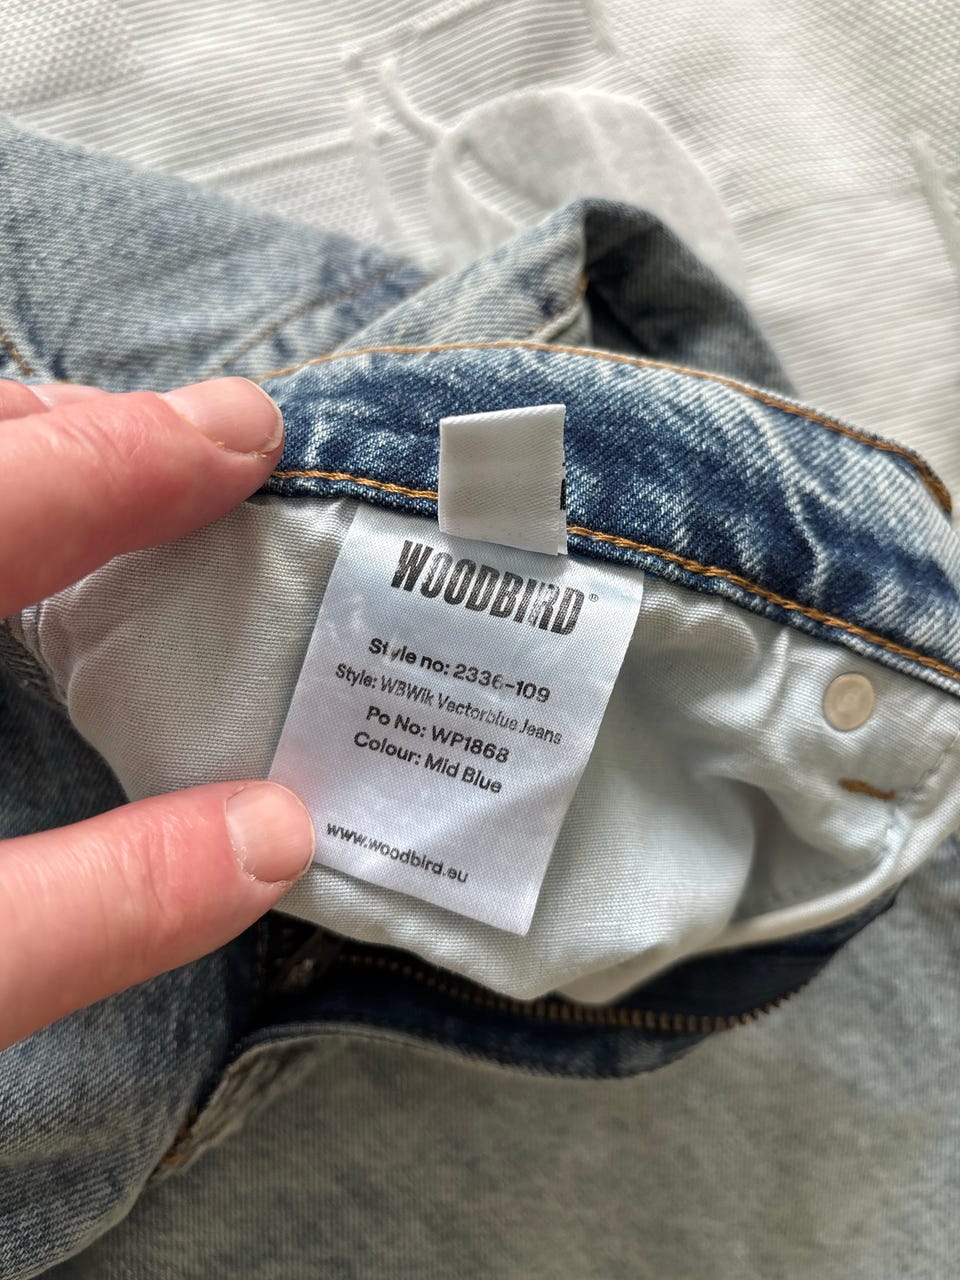 WOODBIRD®
Style no: 2336-109
Style: WBWik Vectorblue Jeans
Po No: WP1868
Colour: Mid Blue
www.woodbird.eu